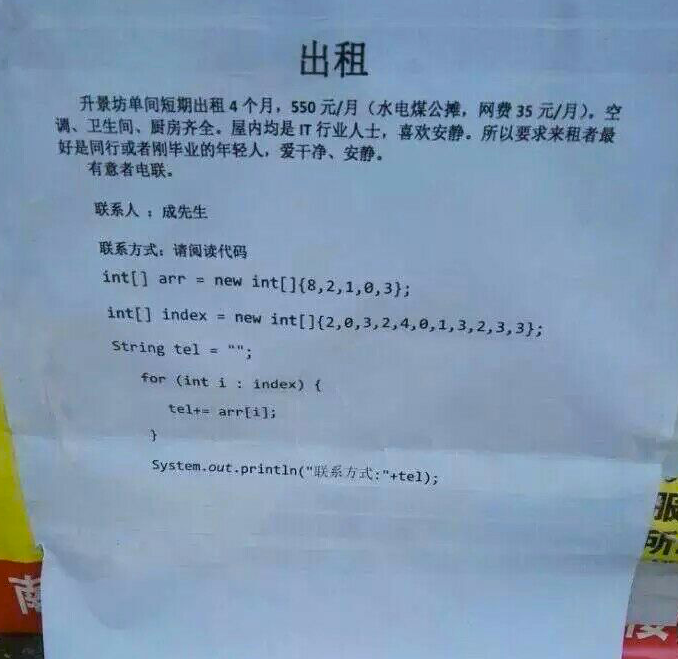 出租
升景坊单间短期出租 4 个月，550 元/月（水电煤公摊，网费 35 元/月），空
调、卫生间、厨房齐全。屋内均是 IT 行业人士，喜欢安静。所以要求来租者最
好是同行或者刚毕业的年轻人，爱干净、安静。
有意者电联。
联系人 ：成先生
联系方式：请阅读代码
int[] arr = new int[]{8,2,1,0,3};
int[] index = new int[]{2,0,3,2,4,0,1,3,2,3,3};
String tel = "";
for (int i : index) {
tel+= arr[i];
}
System.out.println("联系方式:"+tel);
南
服
所